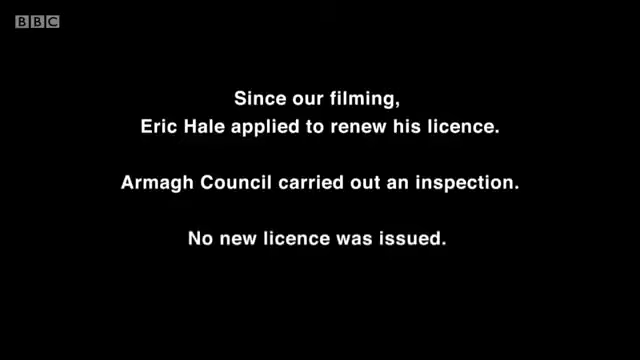 BBC
Since our filming,
Eric Hale applied to renew his licence.
Armagh Council carried out an inspection.
No new licence was issued.